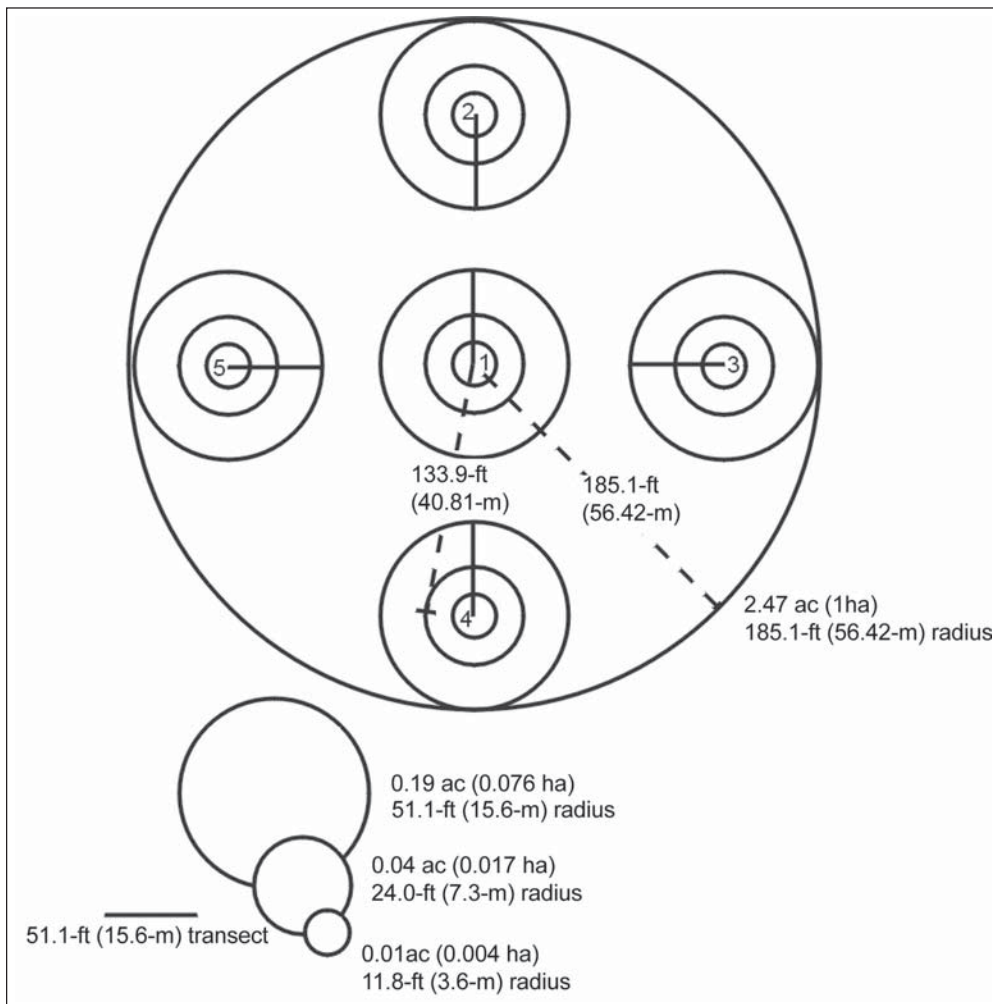 2
1
5
3
133.9-ft
(40.81-m)
185.1-ft
(56.42-m)
4
2.47 ac (1ha)
185.1-ft (56.42-m) radius
0.19 ac (0.076 ha)
51.1-ft (15.6-m) radius
0.04 ac (0.017 ha)
24.0-ft (7.3-m) radius
51.1-ft (15.6-m) transect
0.01ac (0.004 ha)
11.8-ft (3.6-m) radius